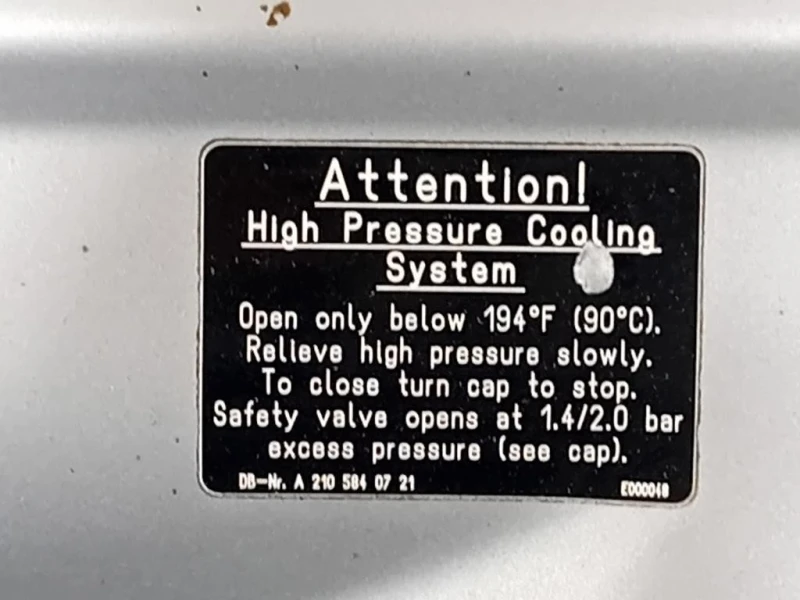 Attention!
High Pressure Cooling
System
Open only below 194°F (90°C).
Relieve high pressure slowly.
To close turn cap to stop.
Safety valve opens at 1.4/2.0 bar
excess pressure (see cap).
DB-Nr. A 210 584 07 21
E000048